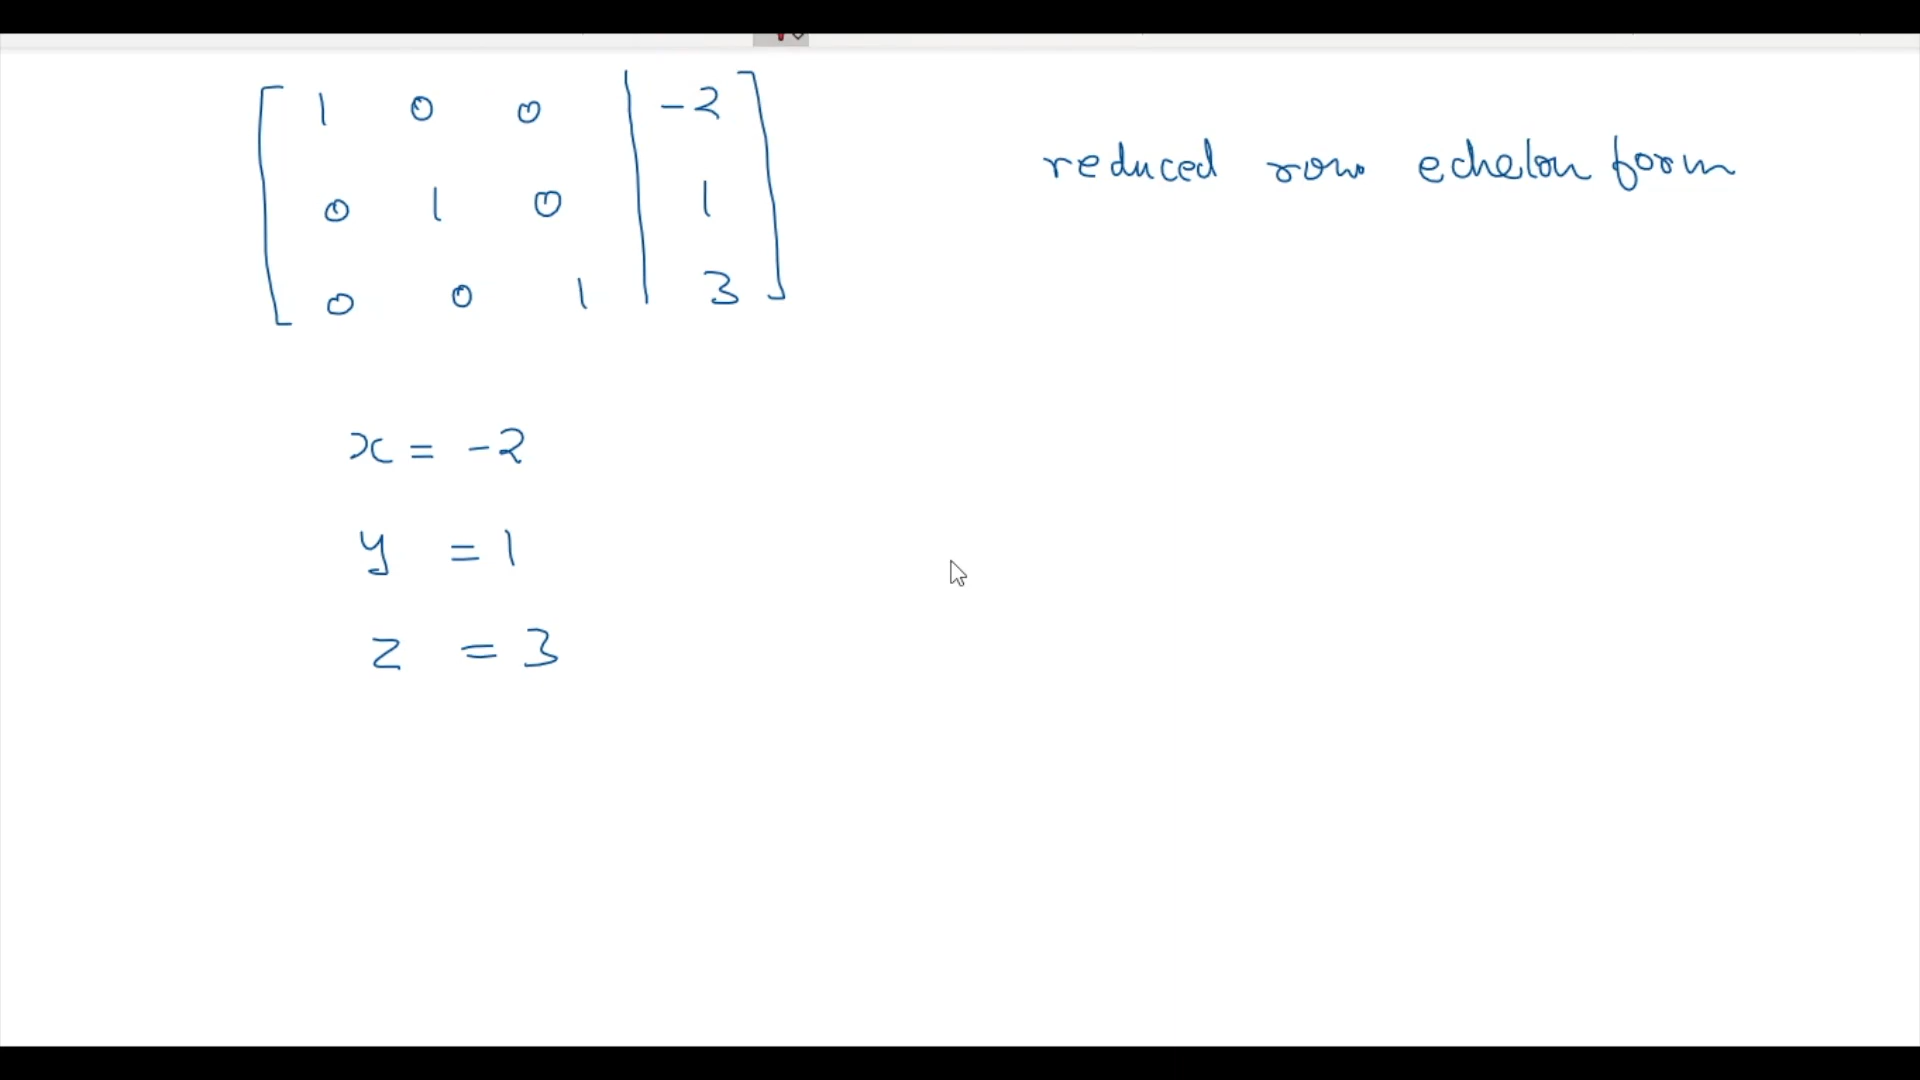 1 0 0 | -2
reduced row echelon form
0 1 0 | 1
0 0 1 | 3
x = -2
y = 1
z = 3